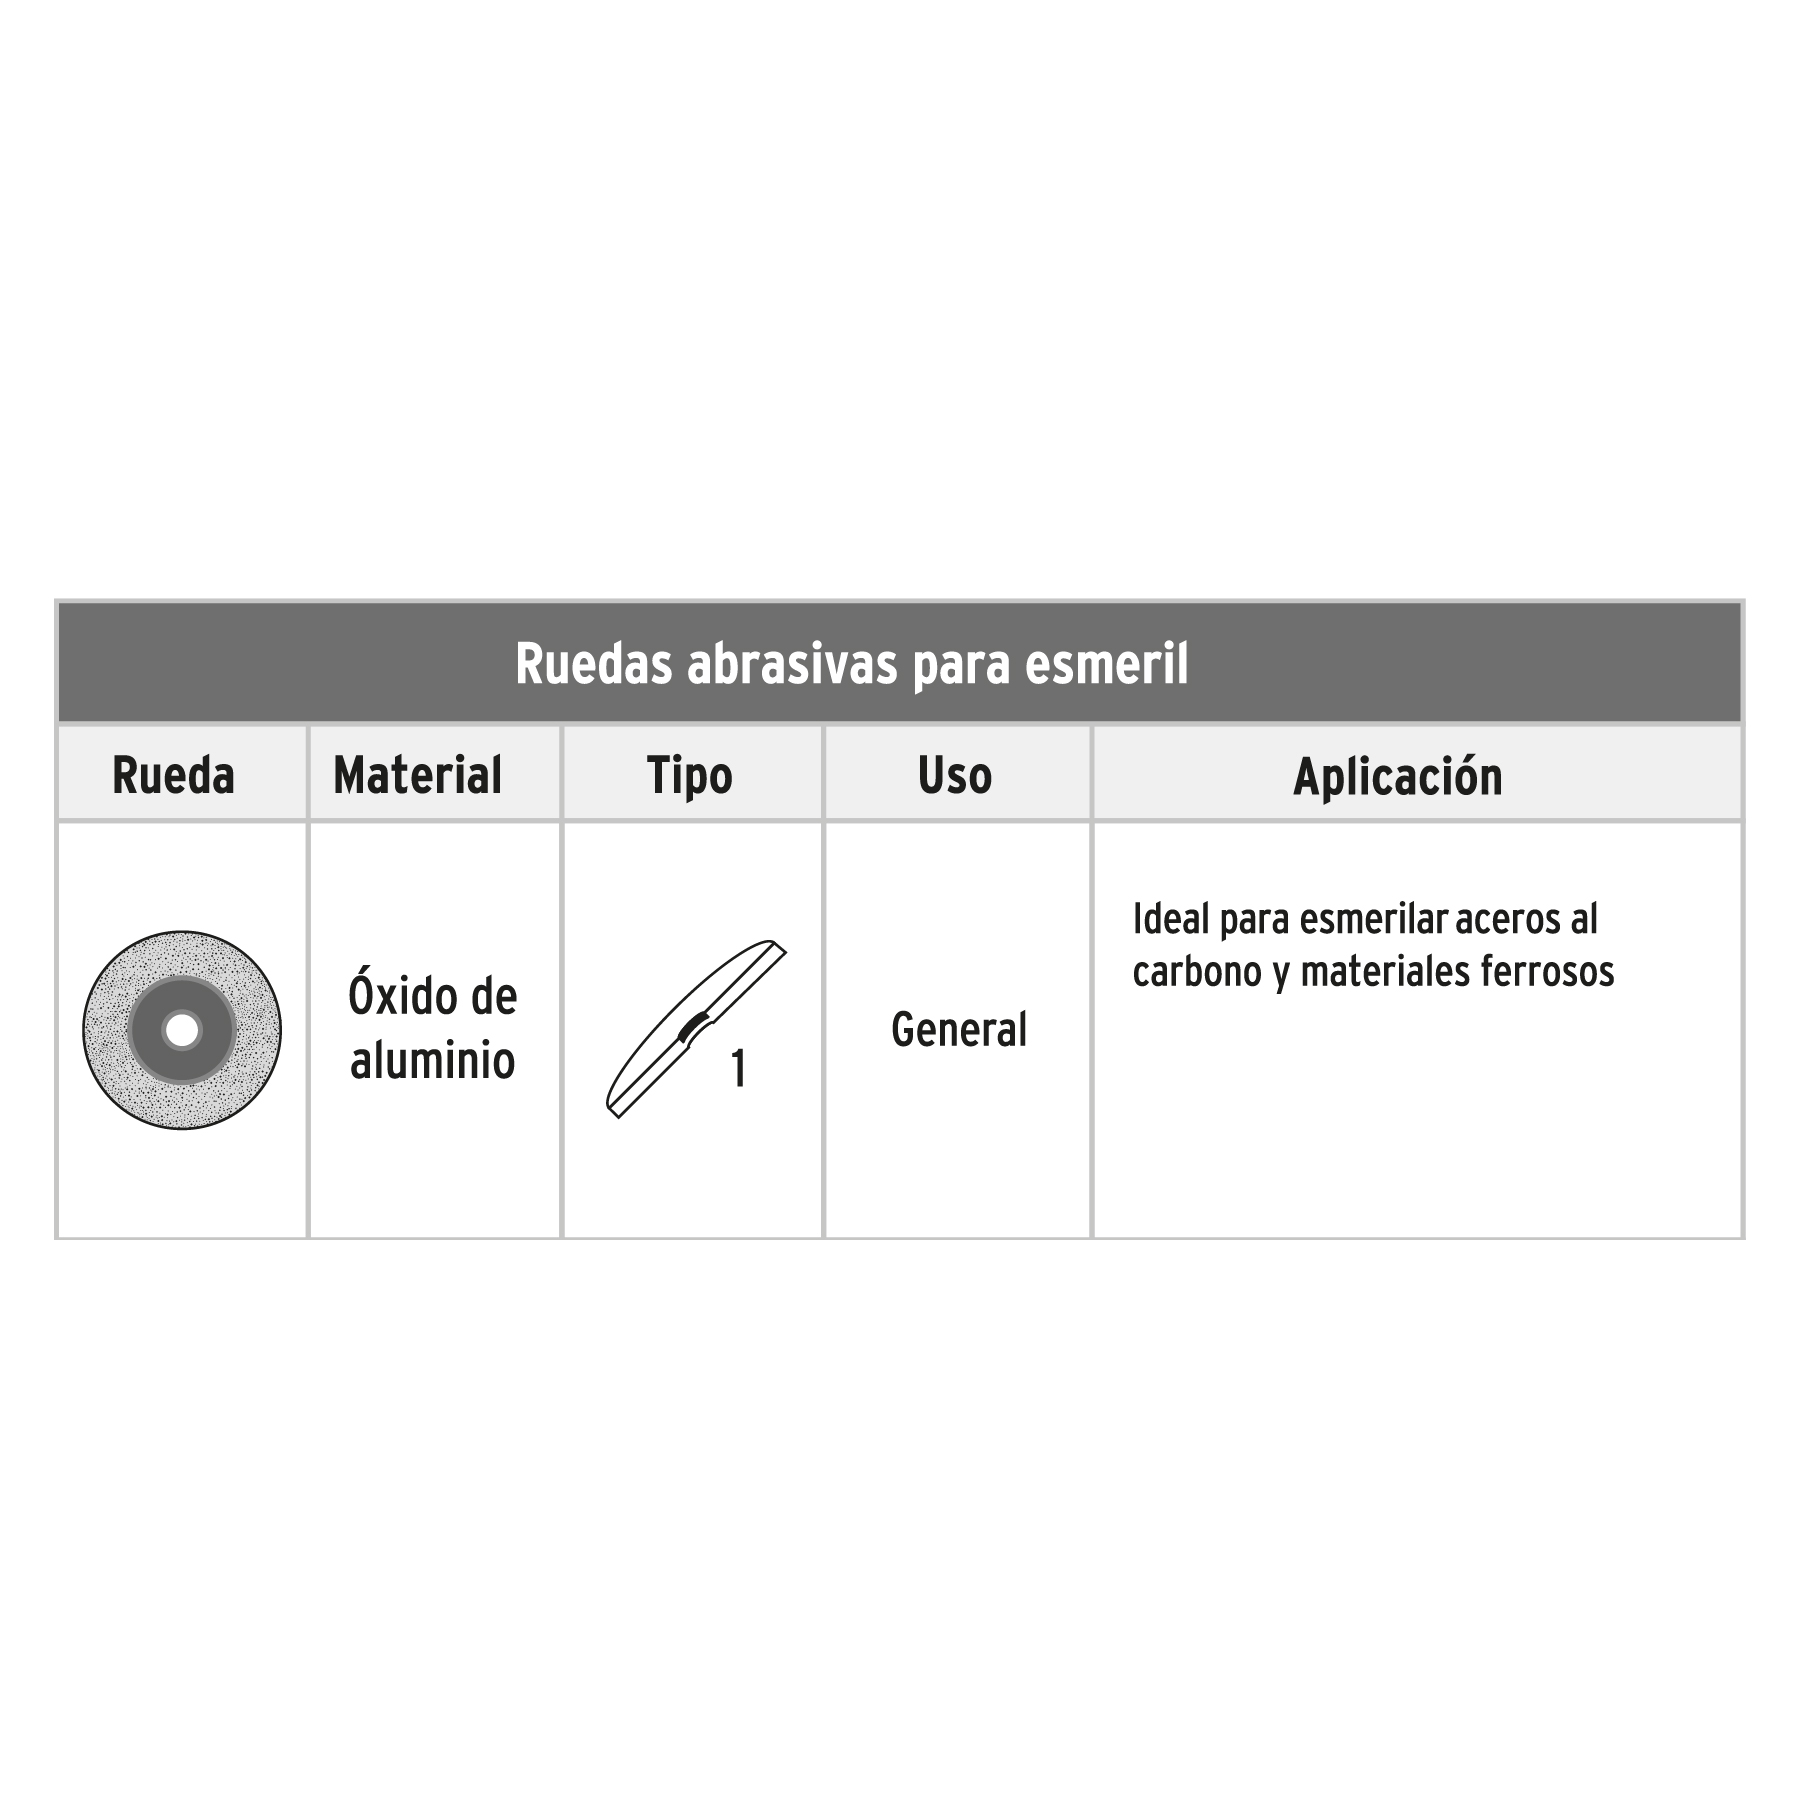 Ruedas abrasivas para esmeril
Rueda
Material
Tipo
Uso
Aplicación
Óxido de
aluminio
1
General
Ideal para esmerilar aceros al
carbono y materiales ferrosos